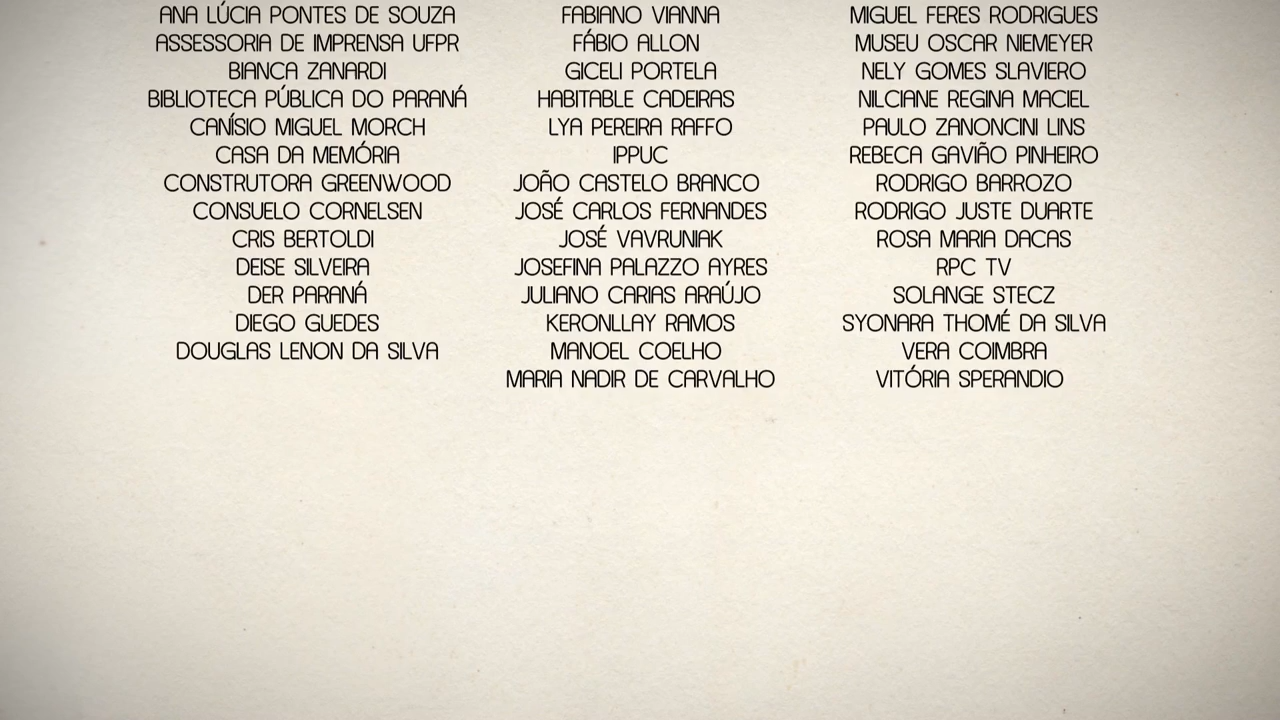 ANA LÚCIA PONTES DE SOUZA
ASSESSORIA DE IMPRENSA UFPR
BIANCA ZANARDI
BIBLIOTECA PÚBLICA DO PARANÁ
CANÍSIO MIGUEL MORCH
CASA DA MEMÓRIA
CONSTRUTORA GREENWOOD
CONSUELO CORNELSEN
CRIS BERTOLDI
DEISE SILVEIRA
DER PARANÁ
DIEGO GUEDES
DOUGLAS LENON DA SILVA
FABIANO VIANNA
FÁBIO ALLON
GICELI PORTELA
HABITABLE CADEIRAS
LYA PEREIRA RAFFO
IPPUC
JOÃO CASTELO BRANCO
JOSÉ CARLOS FERNANDES
JOSÉ VAVRUNIAK
JOSEFINA PALAZZO AYRES
JULIANO CARIAS ARAÚJO
KERONLLAY RAMOS
MANOEL COELHO
MARIA NADIR DE CARVALHO
MIGUEL FERES RODRIGUES
MUSEU OSCAR NIEMEYER
NELY GOMES SLAVIERO
NILCIANE REGINA MACIEL
PAULO ZANONCINI LINS
REBECA GAVIÃO PINHEIRO
RODRIGO BARROZO
RODRIGO JUSTE DUARTE
ROSA MARIA DACAS
RPC TV
SOLANGE STECZ
SYONARA THOMÉ DA SILVA
VERA COIMBRA
VITÓRIA SPERANDIO